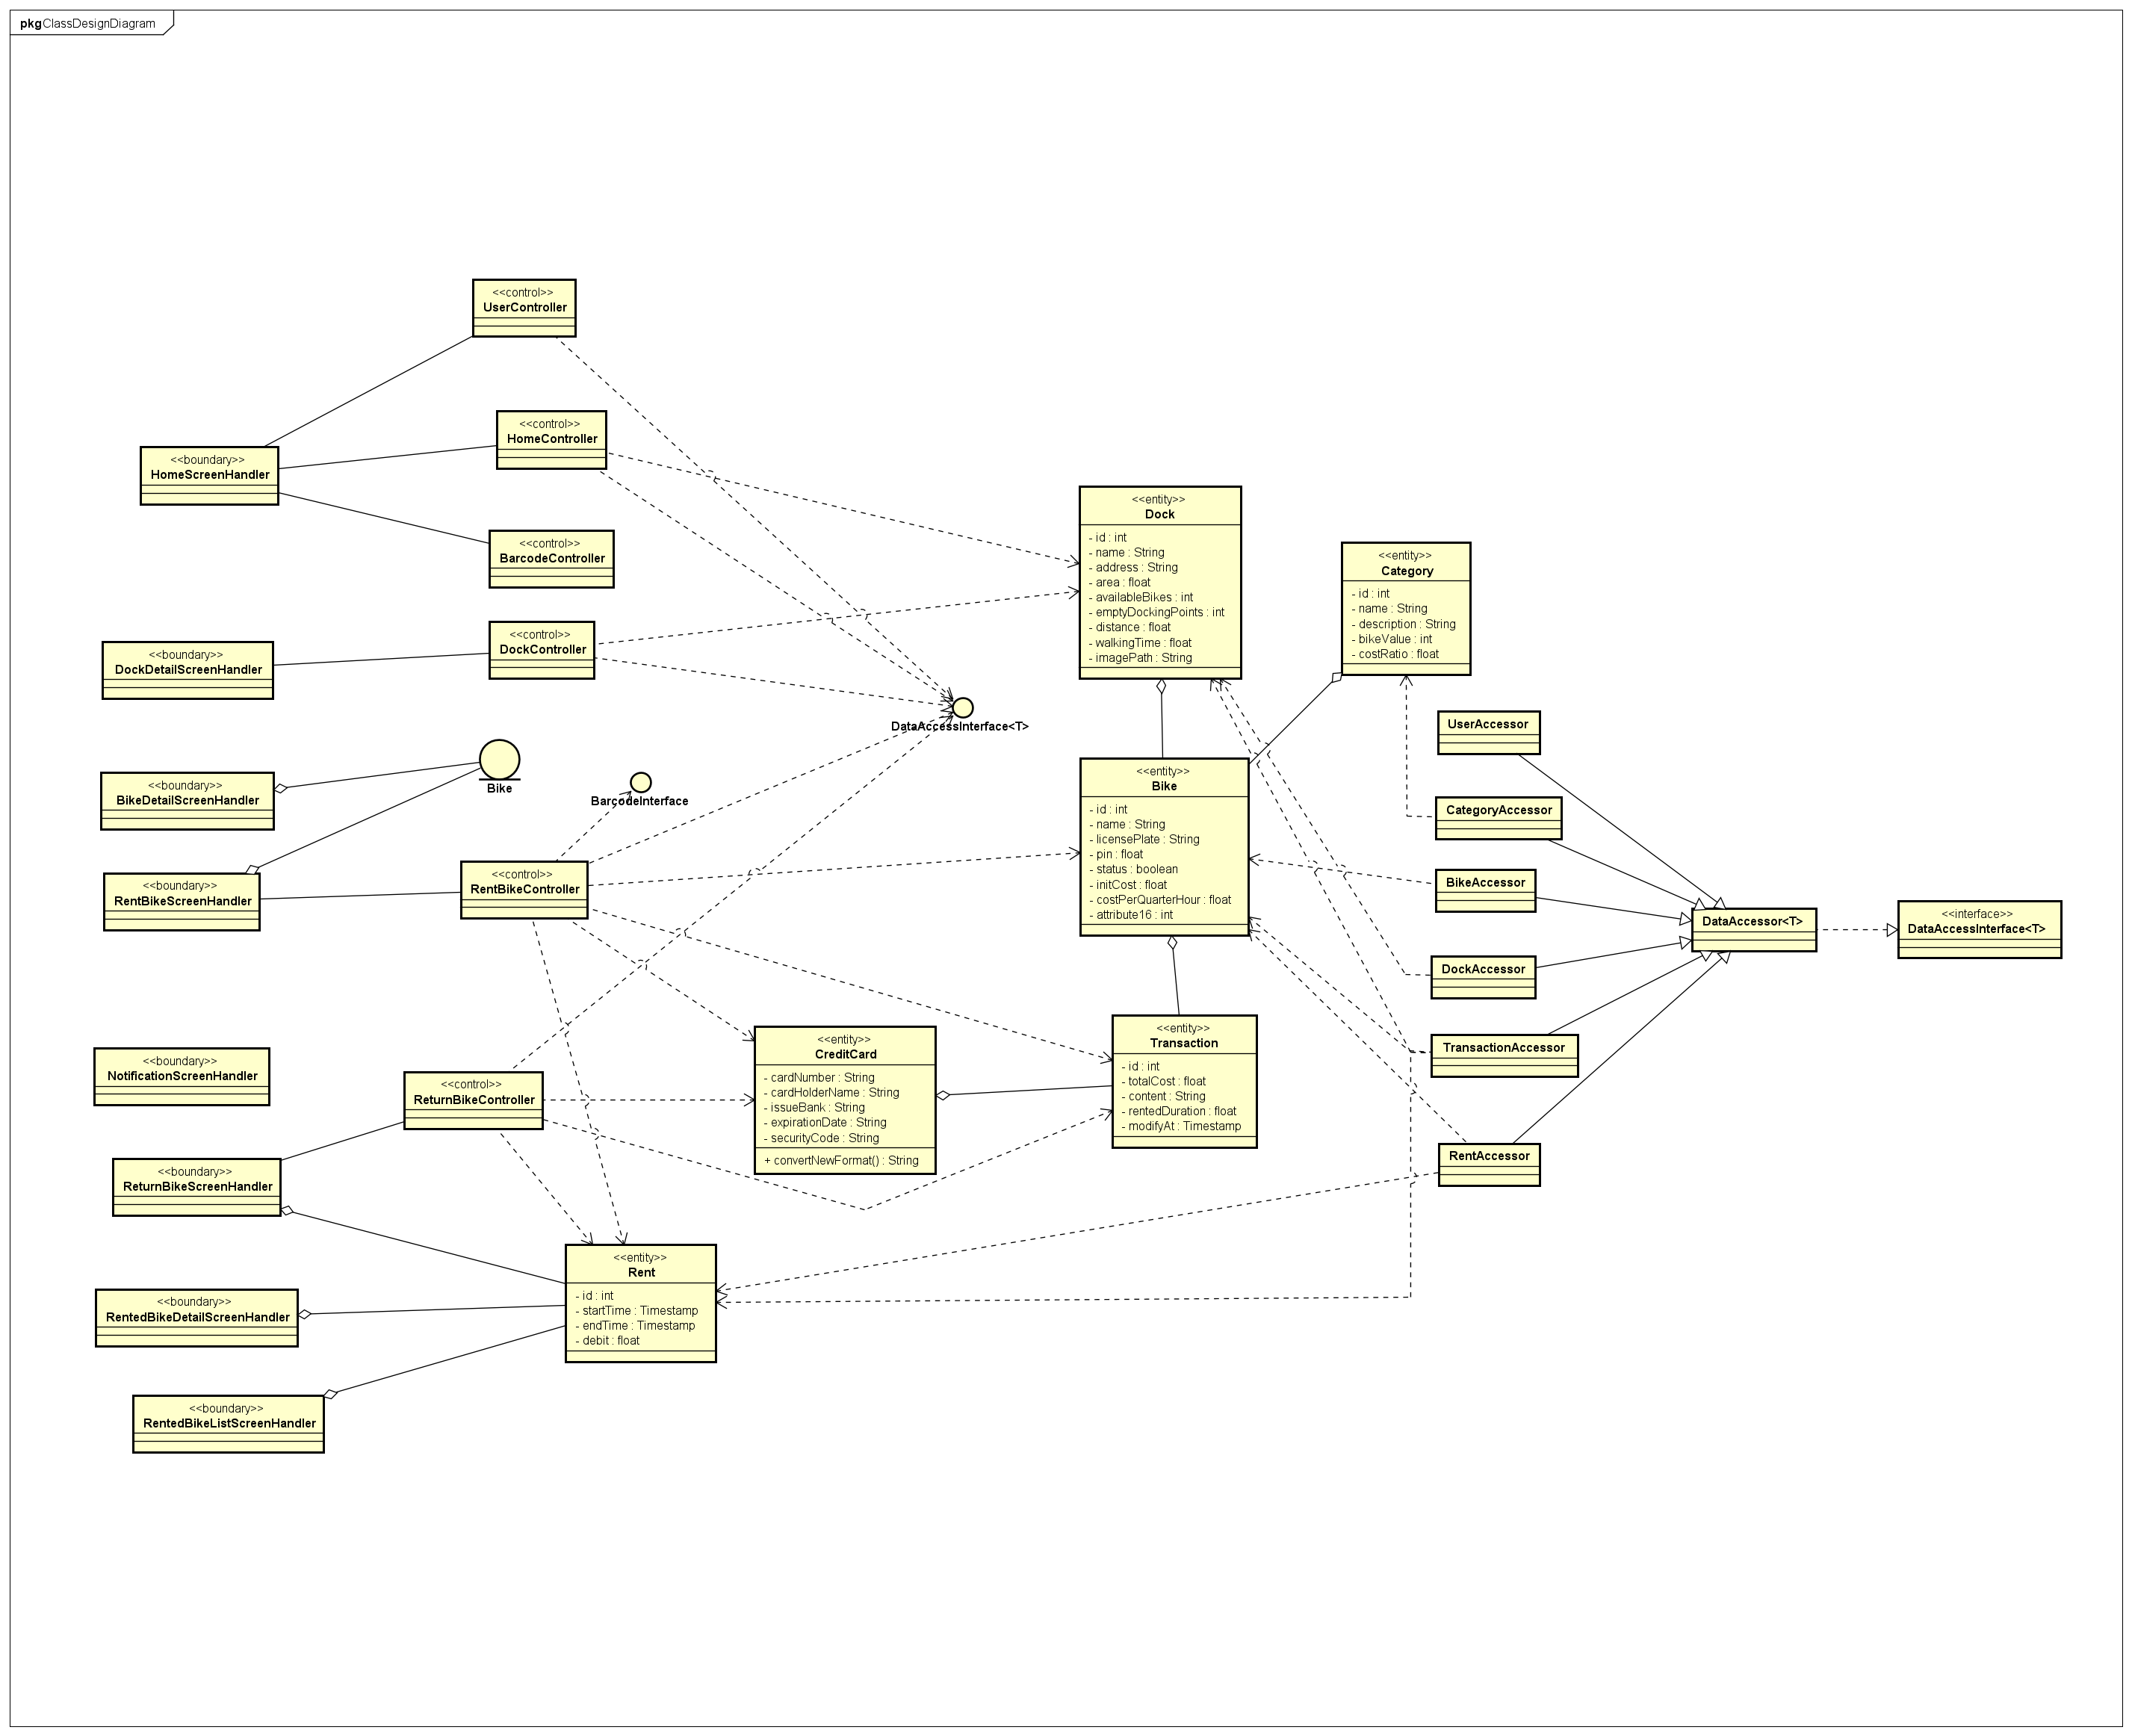 pkg ClassDesignDiagram
<<control>>
UserController
<<control>>
HomeController
<<boundary>>
HomeScreenHandler
<<control>>
BarcodeController
<<control>>
DockController
<<boundary>>
DockDetailScreenHandler
<<entity>>
Dock
- id : int
- name : String
- address : String
- area : float
- availableBikes : int
- emptyDockingPoints : int
- distance : float
- walkingTime : float
- imagePath : String
<<entity>>
Category
- id : int
- name : String
- description : String
- bikeValue : int
- costRatio : float
DataAccessInterface<T>
UserAccessor
Bike
<<boundary>>
BikeDetailScreenHandler
BarcodeInterface
<<entity>>
Bike
- id : int
- name : String
- licensePlate : String
- pin : float
- status : boolean
- initCost : float
- costPerQuarterHour : float
- attribute16 : int
CategoryAccessor
BikeAccessor
<<boundary>>
RentBikeScreenHandler
<<control>>
RentBikeController
DataAccessor<T>
<<interface>>
DataAccessInterface<T>
DockAccessor
TransactionAccessor
<<boundary>>
NotificationScreenHandler
<<control>>
ReturnBikeController
<<entity>>
CreditCard
- cardNumber : String
- cardHolderName : String
- issueBank : String
- expirationDate : String
- securityCode : String
+ convertNewFormat() : String
<<entity>>
Transaction
- id : int
- totalCost : float
- content : String
- rentedDuration : float
- modifyAt : Timestamp
RentAccessor
<<boundary>>
ReturnBikeScreenHandler
<<entity>>
Rent
- id : int
- startTime : Timestamp
- endTime : Timestamp
- debit : float
<<boundary>>
RentedBikeDetailScreenHandler
<<boundary>>
RentedBikeListScreenHandler